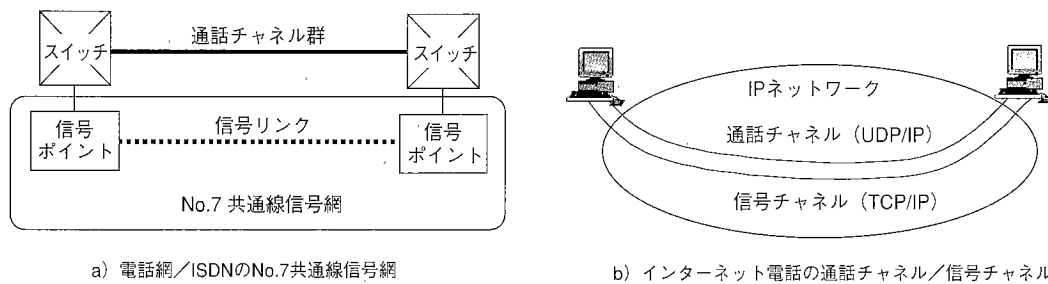 通話チャネル群
スイッチ
スイッチ
信号
ポイント
信号リンク
信号
ポイント
No.7 共通線信号網
a）電話網／ISDNのNo.7共通線信号網
IPネットワーク
通話チャネル（UDP/IP）
信号チャネル（TCP/IP）
b）インターネット電話の通話チャネル／信号チャネル